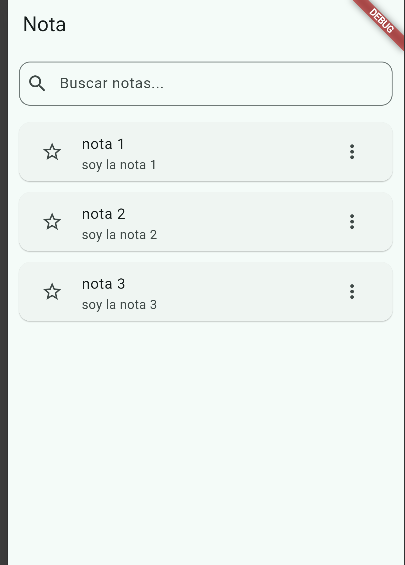 Nota
DEBUG
Buscar notas...
nota 1
soy la nota 1
nota 2
soy la nota 2
nota 3
soy la nota 3